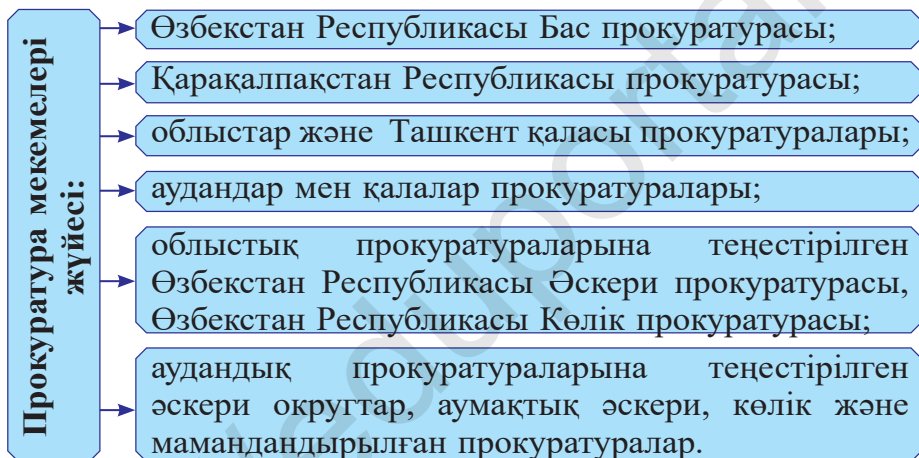 Прокуратура мекемелері
жүйесі:
Өзбекстан Республикасы Бас прокуратурасы;
Қарақалпақстан Республикасы прокуратурасы;
облыстар және Ташкент қаласы прокуратуралары;
аудандар мен қалалар прокуратуралары;
облыстық прокуратураларына теңестірілген
Өзбекстан Республикасы Әскери прокуратурасы,
Өзбекстан Республикасы Көлік прокуратурасы;
аудандық прокуратураларына теңестірілген
әскери округтар, аумақтық әскери, көлік және
мамандандырылған прокуратуралар.
eduportal